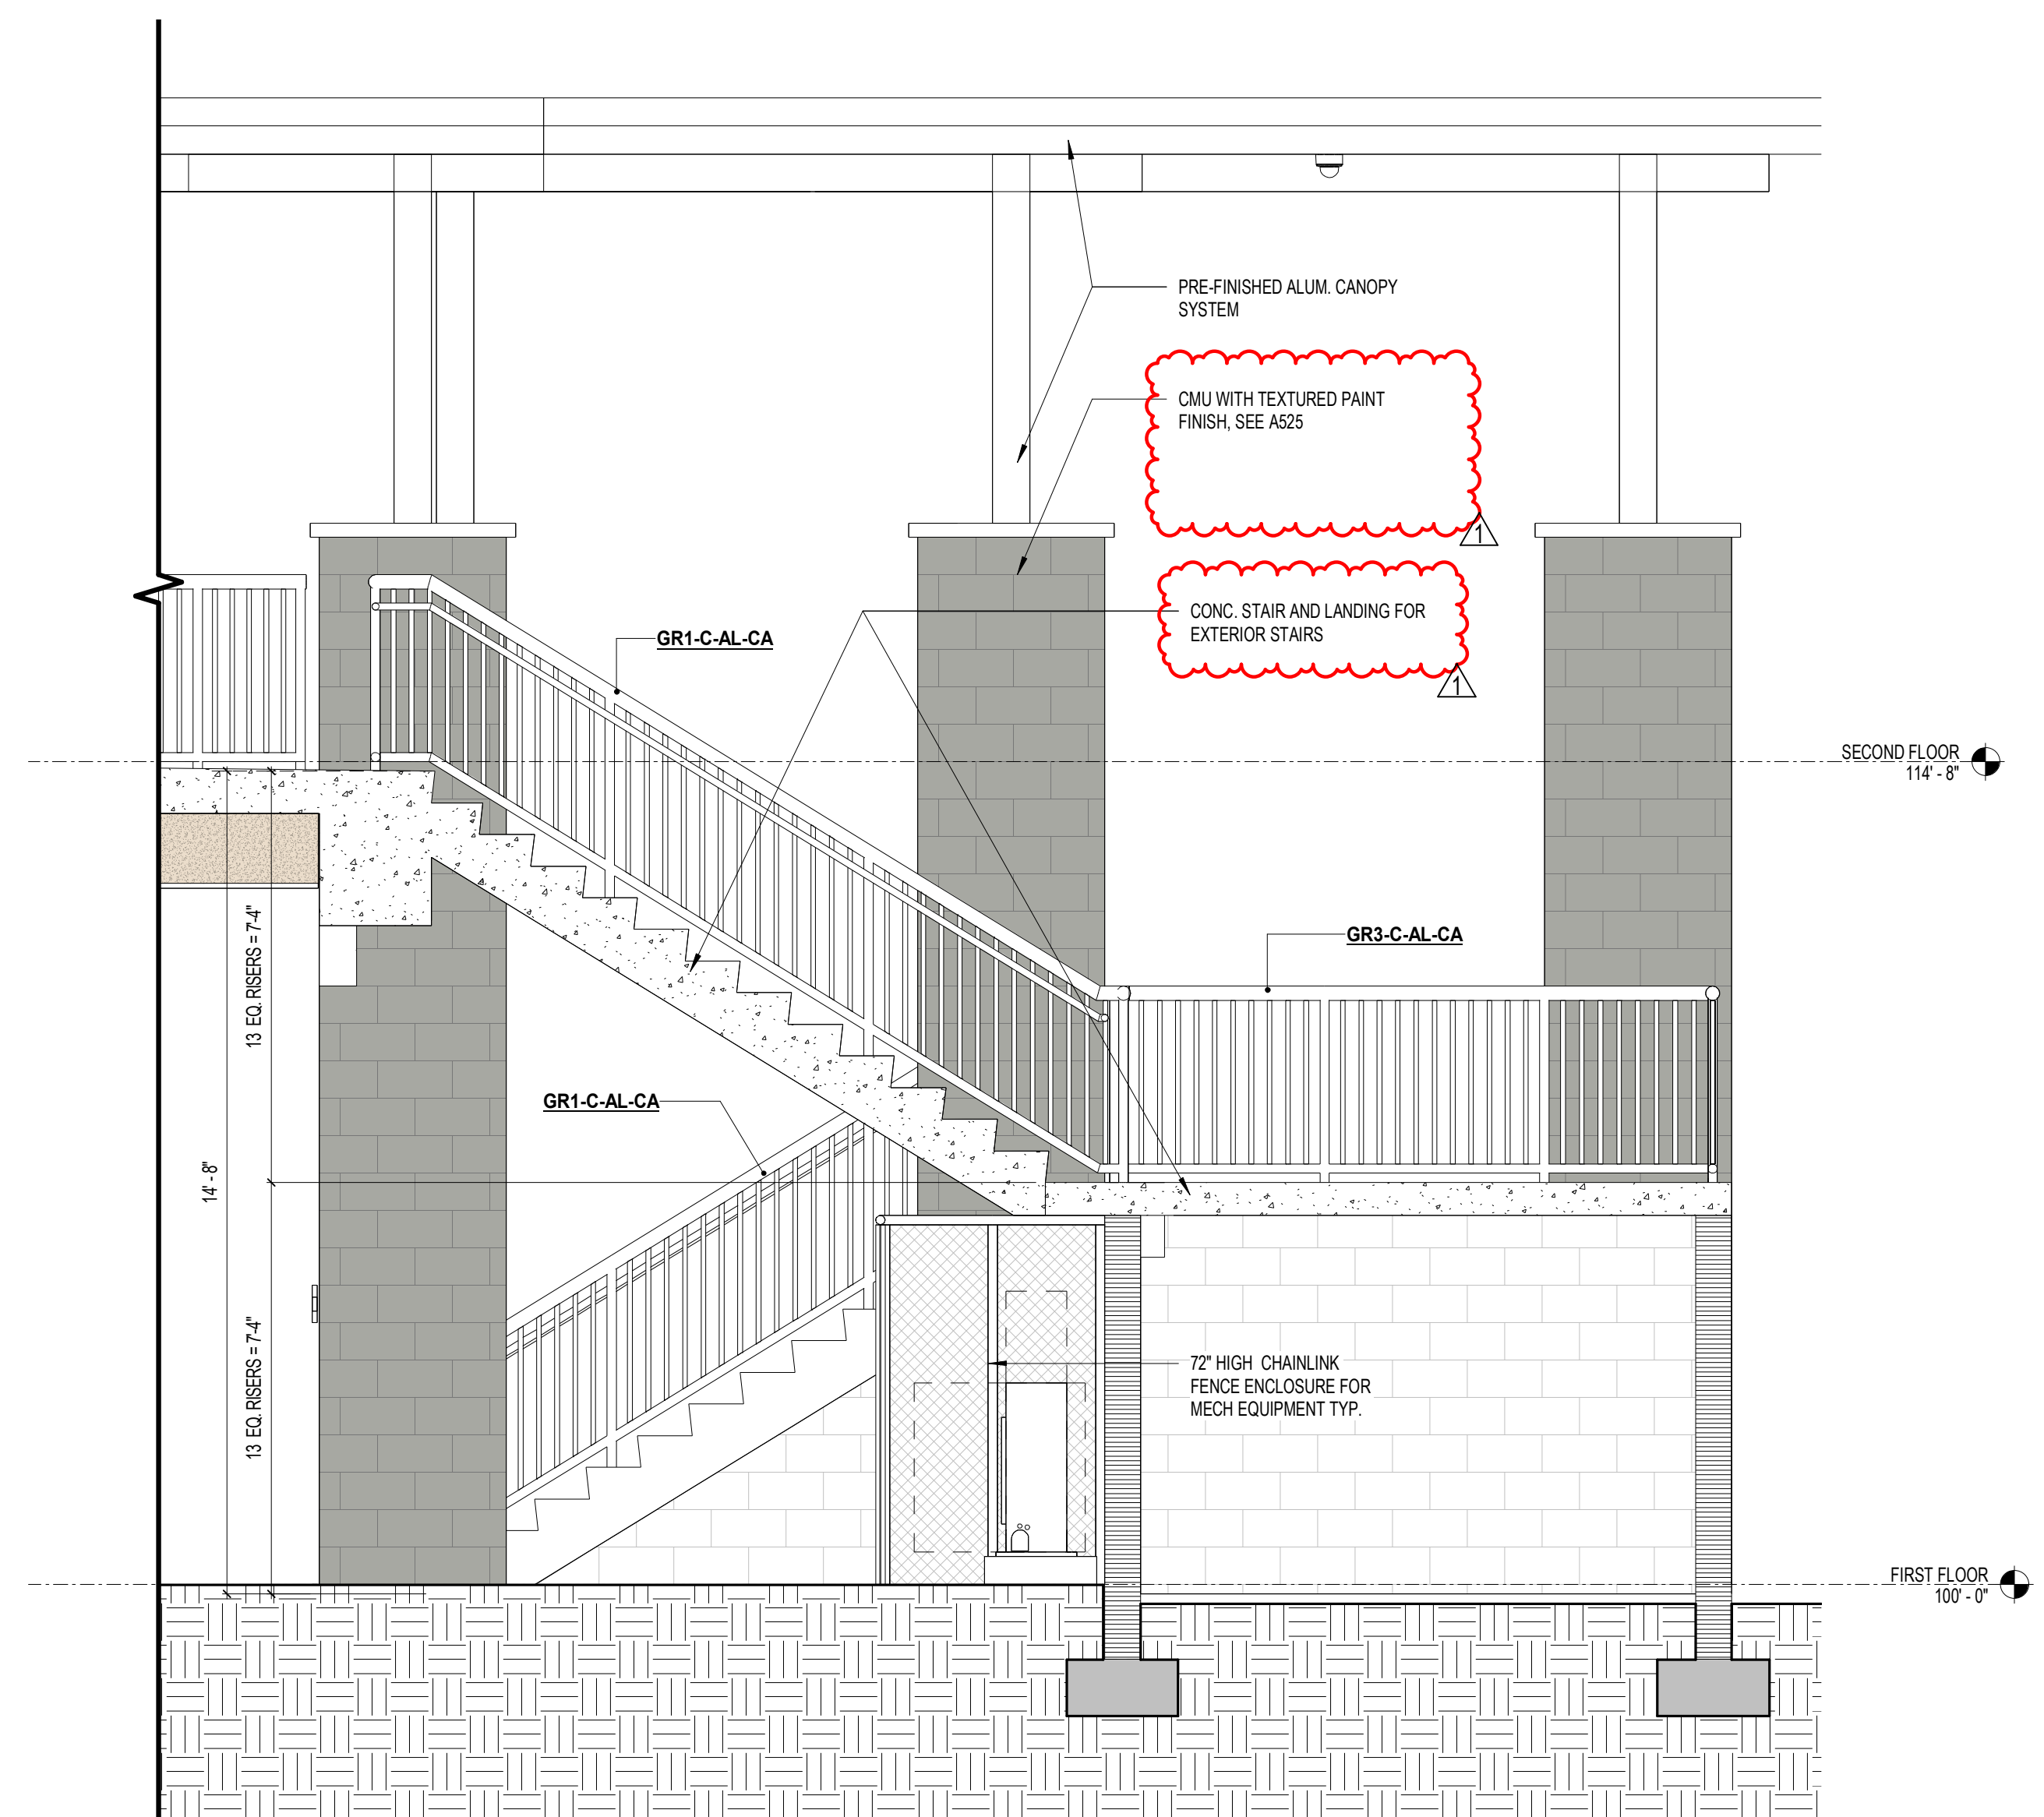 PRE-FINISHED ALUM. CANOPY
SYSTEM
CMU WITH TEXTURED PAINT
FINISH, SEE A525
1
CONC. STAIR AND LANDING FOR
EXTERIOR STAIRS
1
GR1-C-AL-CA
SECOND FLOOR
114' - 8"
13 EQ. RISERS = 7'-4"
GR3-C-AL-CA
GR1-C-AL-CA
14' - 8"
13 EQ. RISERS = 7'-4"
72" HIGH CHAINLINK
FENCE ENCLOSURE FOR
MECH EQUIPMENT TYP.
FIRST FLOOR
100' - 0"